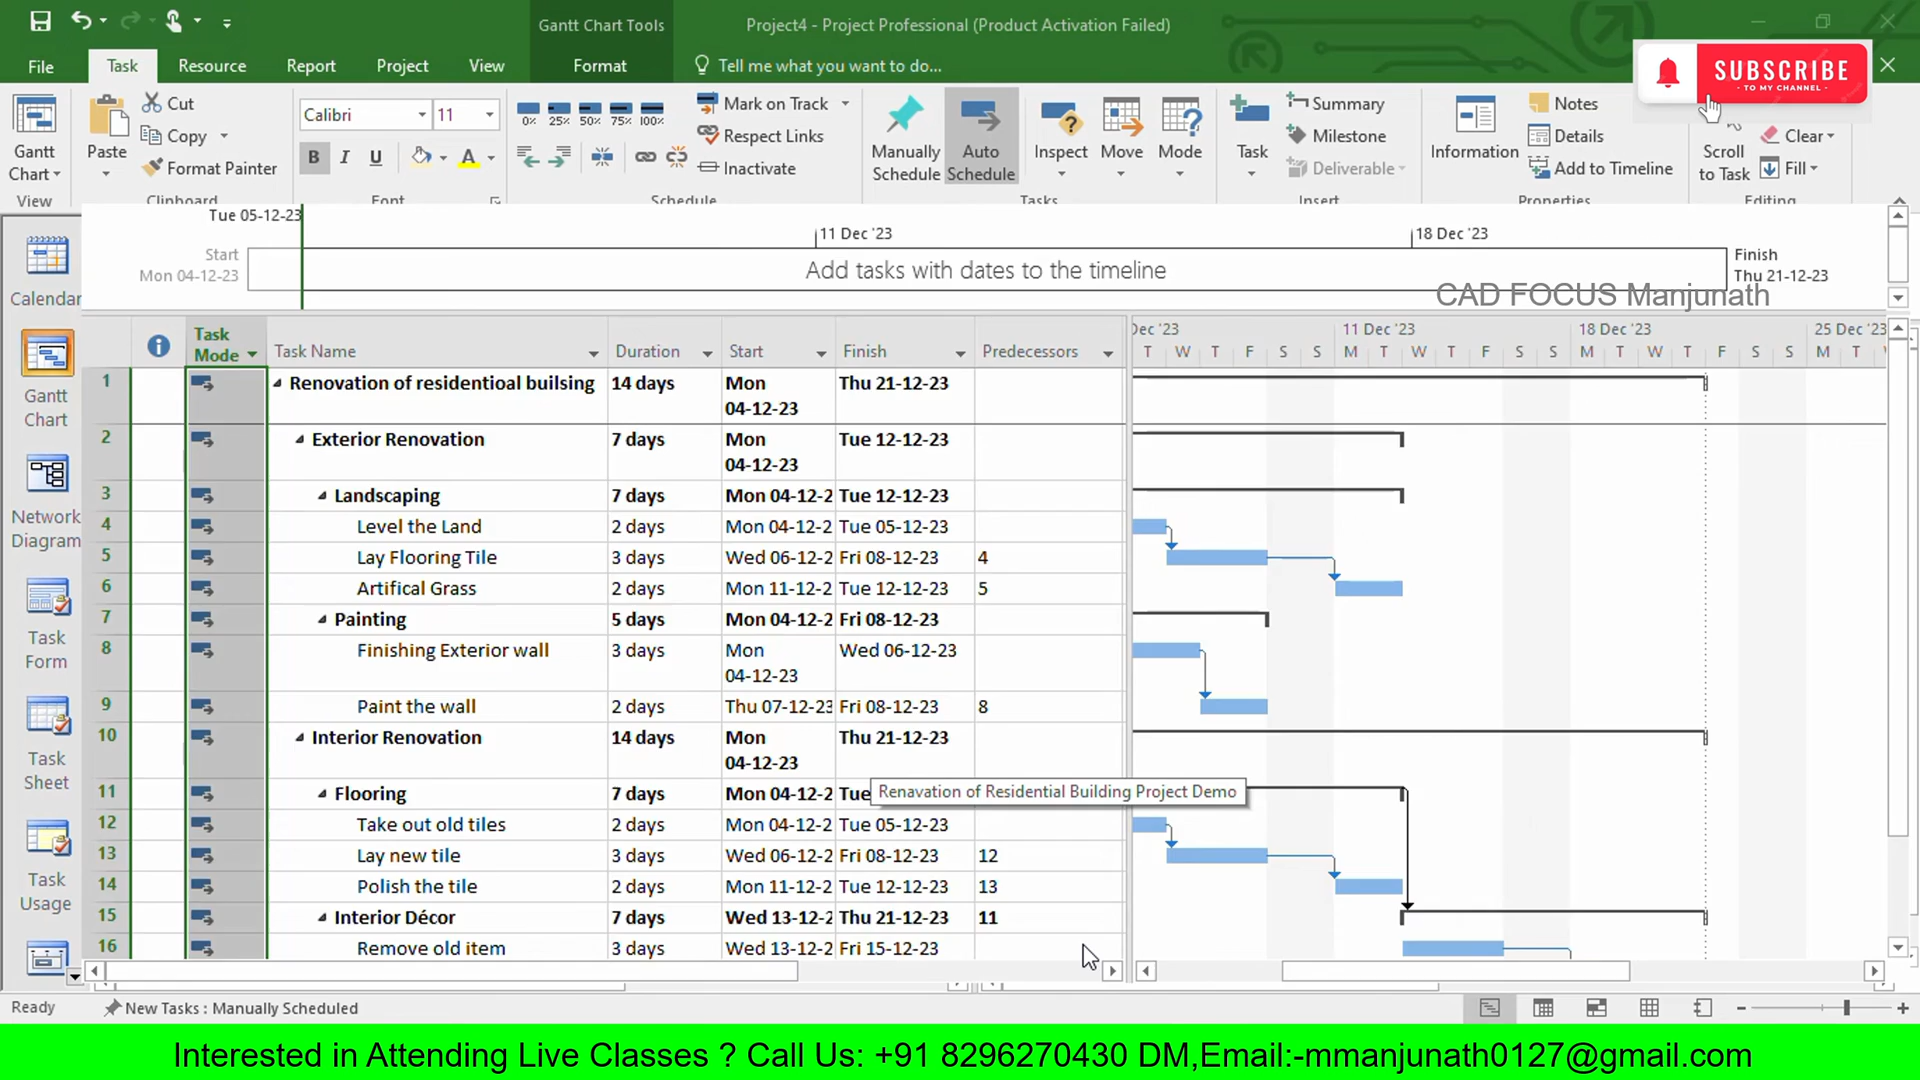 Gantt Chart Tools
Project4 - Project Professional (Product Activation Failed)
File
Task
Resource
Report
Project
View
Format
Tell me what you want to do...
SUBSCRIBE
- TO MY CHANNEL -
Gantt
Chart
View
Paste
Cut
Copy
Format Painter
Clipboard
Calibri
11
B I U
Font
0% 25% 50% 75% 100%
Mark on Track
Respect Links
Inactivate
Schedule
Manually
Schedule
Auto
Schedule
Inspect
Move
Mode
Tasks
Task
Summary
Milestone
Deliverable
Insert
Information
Notes
Details
Add to Timeline
Properties
Scroll
to Task
Clear
Fill
Editing
Tue 05-12-23
11 Dec '23
18 Dec '23
Start
Mon 04-12-23
Add tasks with dates to the timeline
Finish
Thu 21-12-23
CAD FOCUS Manjunath
Calendar
Gantt
Chart
Network
Diagram
Task
Form
Task
Sheet
Task
Usage
Task
Mode
Task Name
Duration
Start
Finish
Predecessors
Dec '23
11 Dec '23
18 Dec '23
25 Dec '23
T W T F S S M T W T F S S M T W T F S S M T
1 Renovation of residentioal builsing 14 days Mon 04-12-23 Thu 21-12-23
2 Exterior Renovation 7 days Mon 04-12-23 Tue 12-12-23
3 Landscaping 7 days Mon 04-12-2 Tue 12-12-23
4 Level the Land 2 days Mon 04-12-2 Tue 05-12-23
5 Lay Flooring Tile 3 days Wed 06-12-2 Fri 08-12-23 4
6 Artifical Grass 2 days Mon 11-12-2 Tue 12-12-23 5
7 Painting 5 days Mon 04-12-2 Fri 08-12-23
8 Finishing Exterior wall 3 days Mon 04-12-23 Wed 06-12-23
9 Paint the wall 2 days Thu 07-12-23 Fri 08-12-23 8
10 Interior Renovation 14 days Mon 04-12-23 Thu 21-12-23
11 Flooring 7 days Mon 04-12-2 Tue
Renavation of Residential Building Project Demo
12 Take out old tiles 2 days Mon 04-12-2 Tue 05-12-23
13 Lay new tile 3 days Wed 06-12-2 Fri 08-12-23 12
14 Polish the tile 2 days Mon 11-12-2 Tue 12-12-23 13
15 Interior Décor 7 days Wed 13-12-2 Thu 21-12-23 11
16 Remove old item 3 days Wed 13-12-2 Fri 15-12-23
Ready
New Tasks : Manually Scheduled
Interested in Attending Live Classes ? Call Us: +91 8296270430 DM,Email:-mmanjunath0127@gmail.com